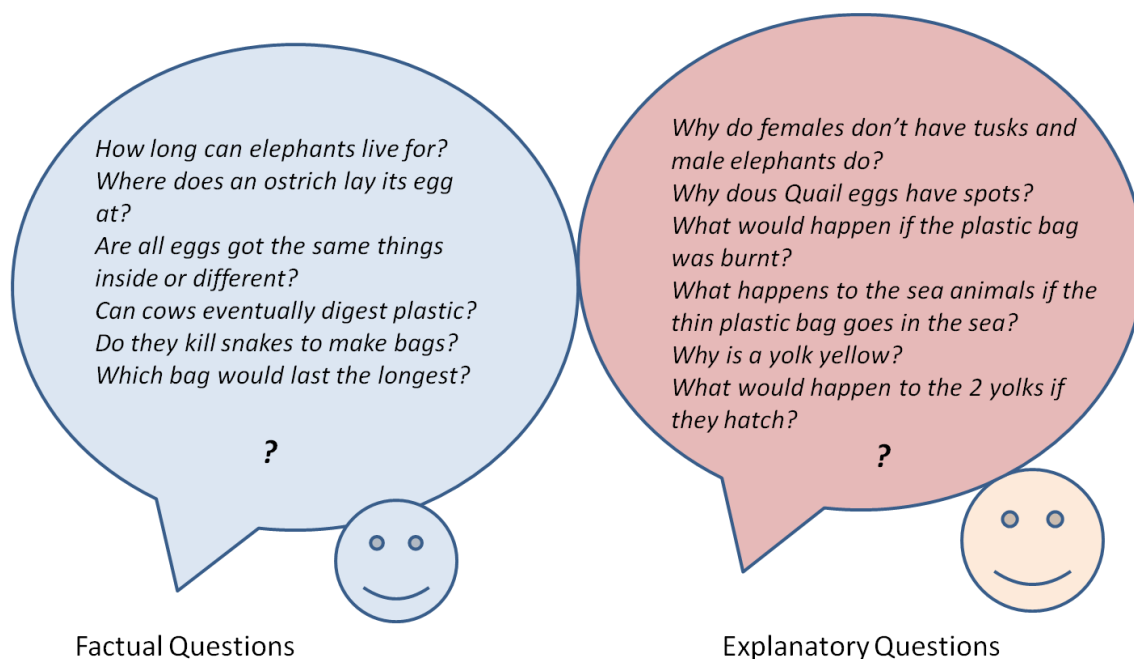 How long can elephants live for?
Where does an ostrich lay its egg
at?
Are all eggs got the same things
inside or different?
Can cows eventually digest plastic?
Do they kill snakes to make bags?
Which bag would last the longest?
?
Factual Questions
Why do females don’t have tusks and
male elephants do?
Why dous Quail eggs have spots?
What would happen if the plastic bag
was burnt?
What happens to the sea animals if the
thin plastic bag goes in the sea?
Why is a yolk yellow?
What would happen to the 2 yolks if
they hatch?
?
Explanatory Questions